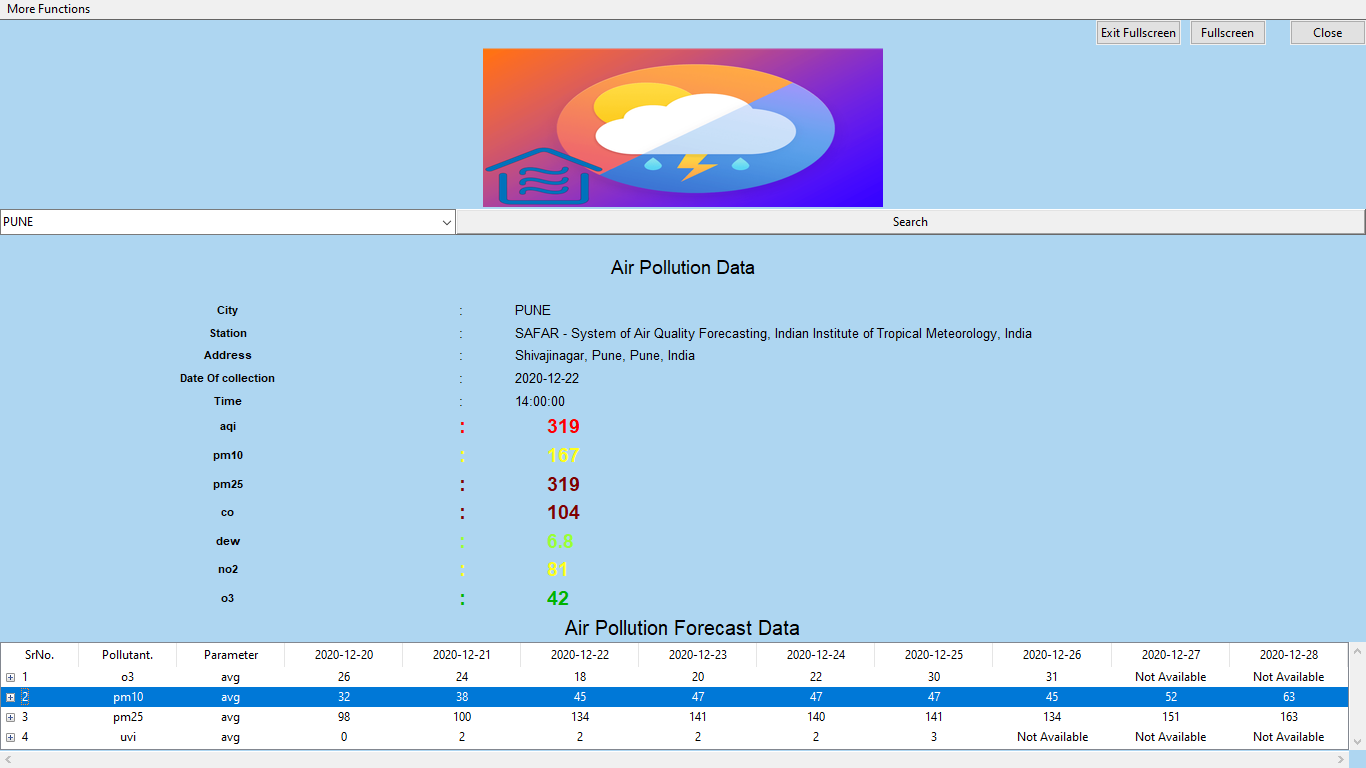 More Functions
Exit Fullscreen Fullscreen Close
PUNE Search
Air Pollution Data
City : PUNE
Station : SAFAR - System of Air Quality Forecasting, Indian Institute of Tropical Meteorology, India
Address : Shivajinagar, Pune, Pune, India
Date Of collection : 2020-12-22
Time : 14:00:00
aqi : 319
pm10 : 167
pm25 : 319
co : 104
dew : 6.8
no2 : 81
o3 : 42
Air Pollution Forecast Data
SrNo. Pollutant. Parameter 2020-12-20 2020-12-21 2020-12-22 2020-12-23 2020-12-24 2020-12-25 2020-12-26 2020-12-27 2020-12-28
1 o3 avg 26 24 18 20 22 30 31 Not Available Not Available
2 pm10 avg 32 38 45 47 47 47 45 52 63
3 pm25 avg 98 100 134 141 140 141 134 151 163
4 uvi avg 0 2 2 2 2 3 Not Available Not Available Not Available